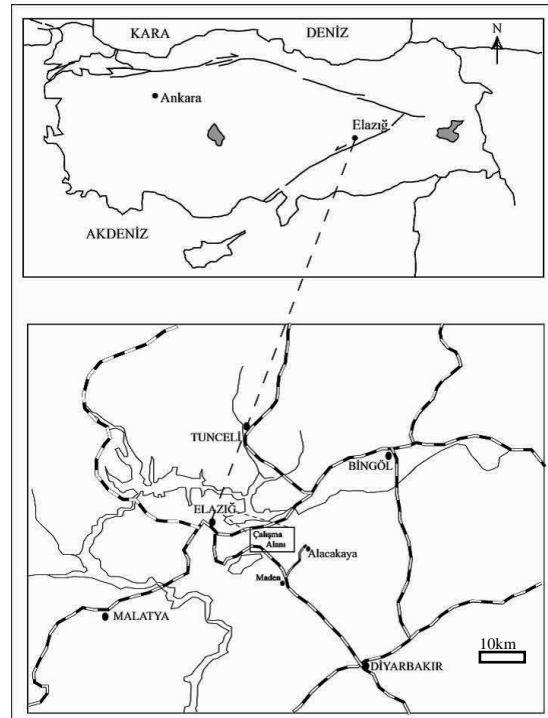 KARA
DENİZ
N
Ankara
Elazığ
AKDENİZ
TUNCELİ
BİNGÖL
ELAZIĞ
Çalışma
Alanı
Alacakaya
Maden
MALATYA
DİYARBAKIR
10km